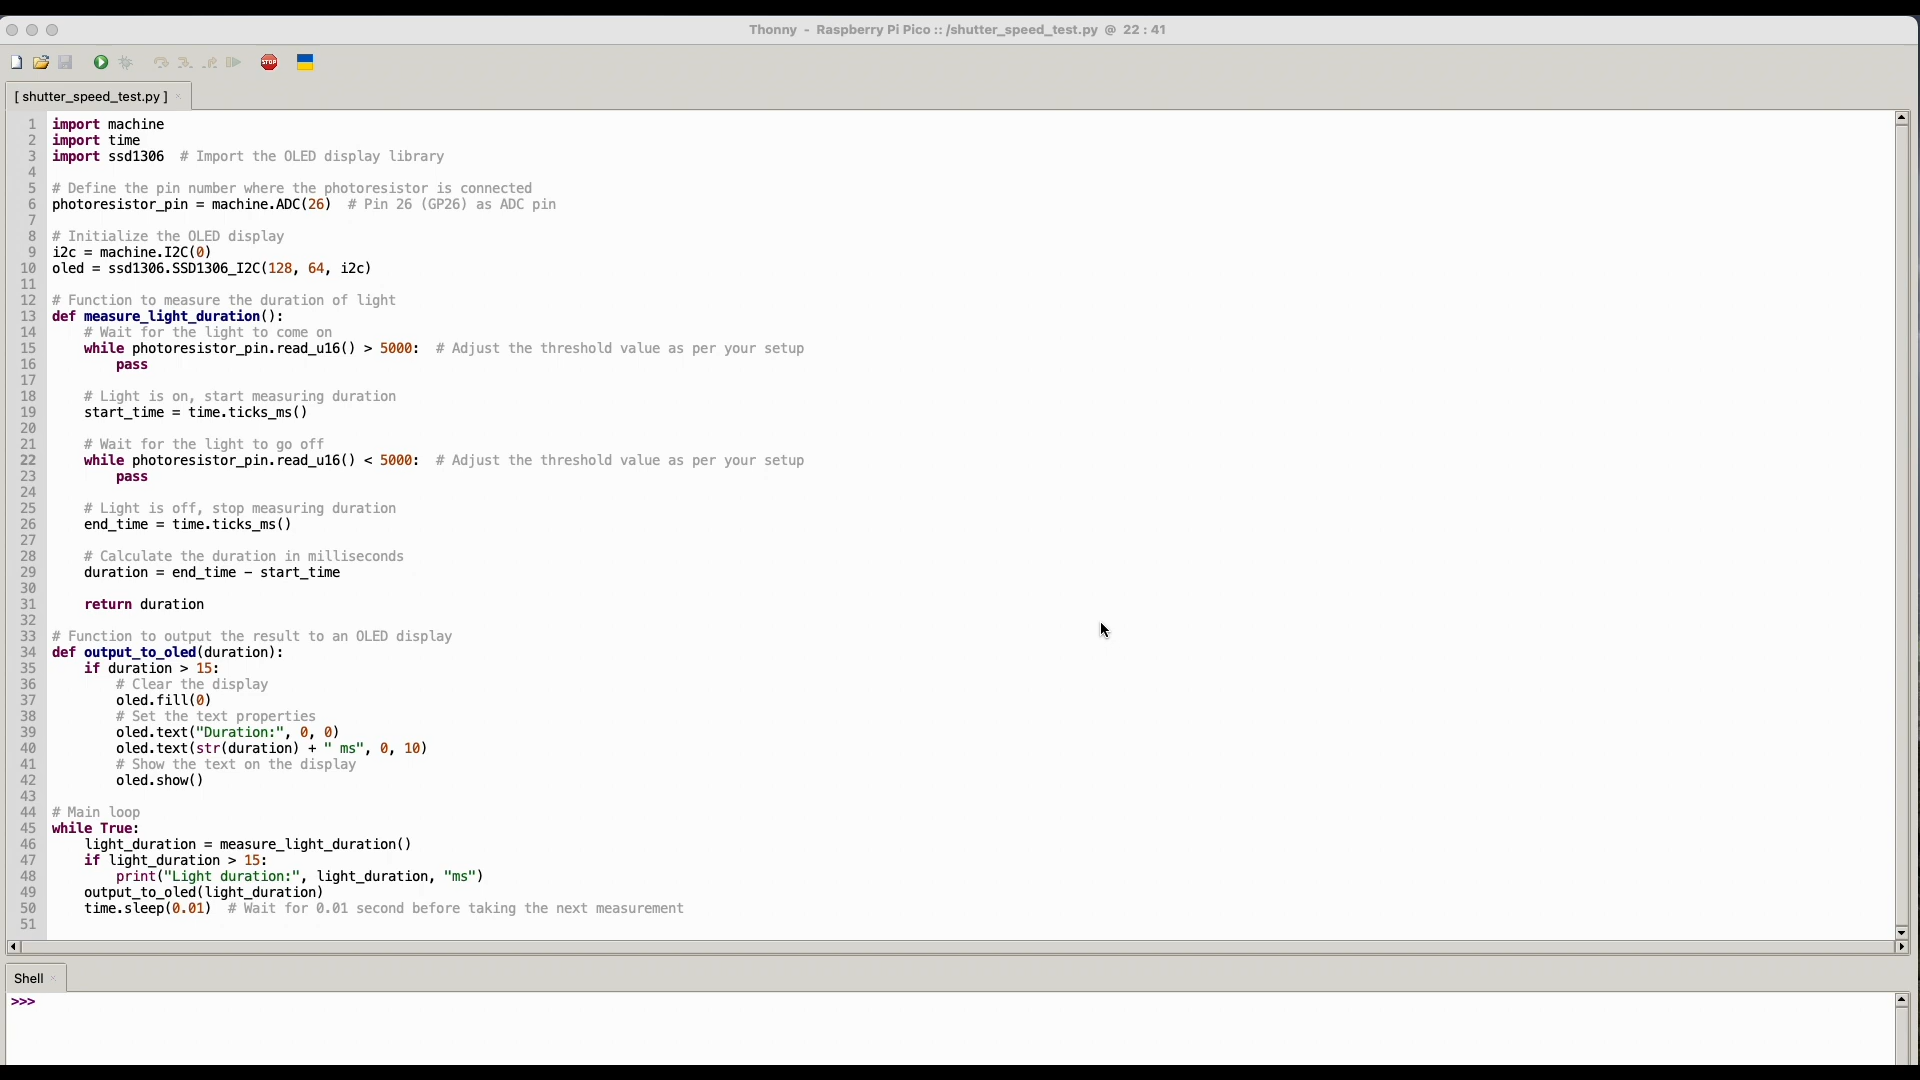 Thonny - Raspberry Pi Pico :: /shutter_speed_test.py @ 22 : 41
STOP
[ shutter_speed_test.py ]
1 import machine
2 import time
3 import ssd1306  # Import the OLED display library
4
5 # Define the pin number where the photoresistor is connected
6 photoresistor_pin = machine.ADC(26)  # Pin 26 (GP26) as ADC pin
7
8 # Initialize the OLED display
9 i2c = machine.I2C(0)
10 oled = ssd1306.SSD1306_I2C(128, 64, i2c)
11
12 # Function to measure the duration of light
13 def measure_light_duration():
14     # Wait for the light to come on
15     while photoresistor_pin.read_u16() > 5000:  # Adjust the threshold value as per your setup
16         pass
17
18     # Light is on, start measuring duration
19     start_time = time.ticks_ms()
20
21     # Wait for the light to go off
22     while photoresistor_pin.read_u16() < 5000:  # Adjust the threshold value as per your setup
23         pass
24
25     # Light is off, stop measuring duration
26     end_time = time.ticks_ms()
27
28     # Calculate the duration in milliseconds
29     duration = end_time - start_time
30
31     return duration
32
33 # Function to output the result to an OLED display
34 def output_to_oled(duration):
35     if duration > 15:
36         # Clear the display
37         oled.fill(0)
38         # Set the text properties
39         oled.text("Duration:", 0, 0)
40         oled.text(str(duration) + " ms", 0, 10)
41         # Show the text on the display
42         oled.show()
43
44 # Main loop
45 while True:
46     light_duration = measure_light_duration()
47     if light_duration > 15:
48         print("Light duration:", light_duration, "ms")
49     output_to_oled(light_duration)
50     time.sleep(0.01)  # Wait for 0.01 second before taking the next measurement
51
Shell
>>>